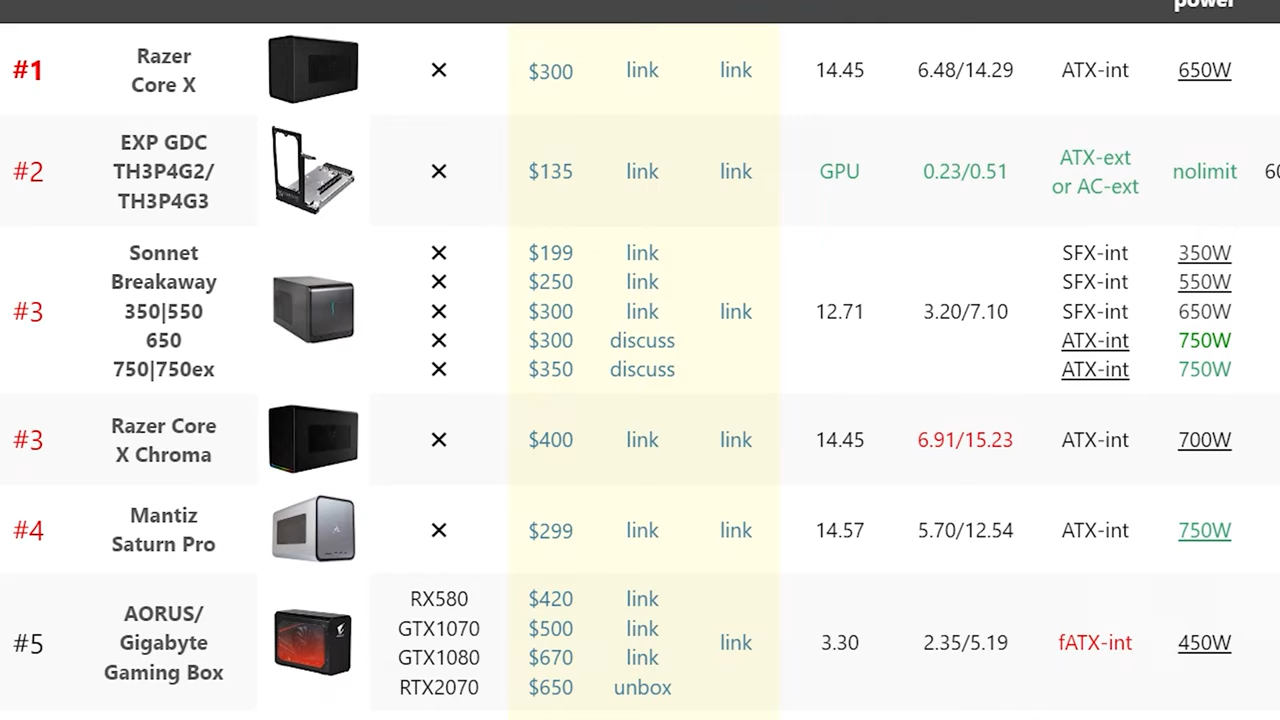 power
#1 Razer Core X ✕ $300 link link 14.45 6.48/14.29 ATX-int 650W
#2 EXP GDC TH3P4G2/ TH3P4G3 ✕ $135 link link GPU 0.23/0.51 ATX-ext or AC-ext nolimit
#3 Sonnet Breakaway 350|550 650 750|750ex
✕ $199 link SFX-int 350W
✕ $250 link SFX-int 550W
✕ $300 link link 12.71 3.20/7.10 SFX-int 650W
✕ $300 discuss ATX-int 750W
✕ $350 discuss ATX-int 750W
#3 Razer Core X Chroma ✕ $400 link link 14.45 6.91/15.23 ATX-int 700W
#4 Mantiz Saturn Pro ✕ $299 link link 14.57 5.70/12.54 ATX-int 750W
#5 AORUS/ Gigabyte Gaming Box
RX580 $420 link
GTX1070 $500 link
GTX1080 $670 link
RTX2070 $650 unbox
link 3.30 2.35/5.19 fATX-int 450W